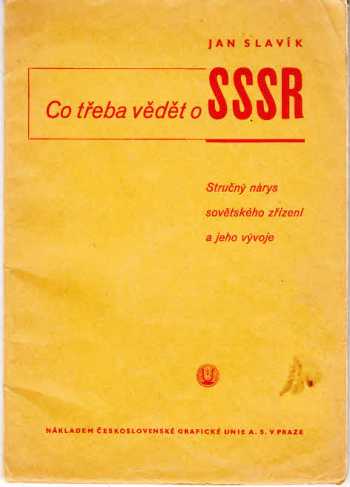 JAN SLAVÍK
Co třeba vědět o SSSR
Stručný nárys
sovětského zřízení
a jeho vývoje
NÁKLADEM ČESKOSLOVENSKÉ GRAFICKÉ UNIE A. S. V PRAZE